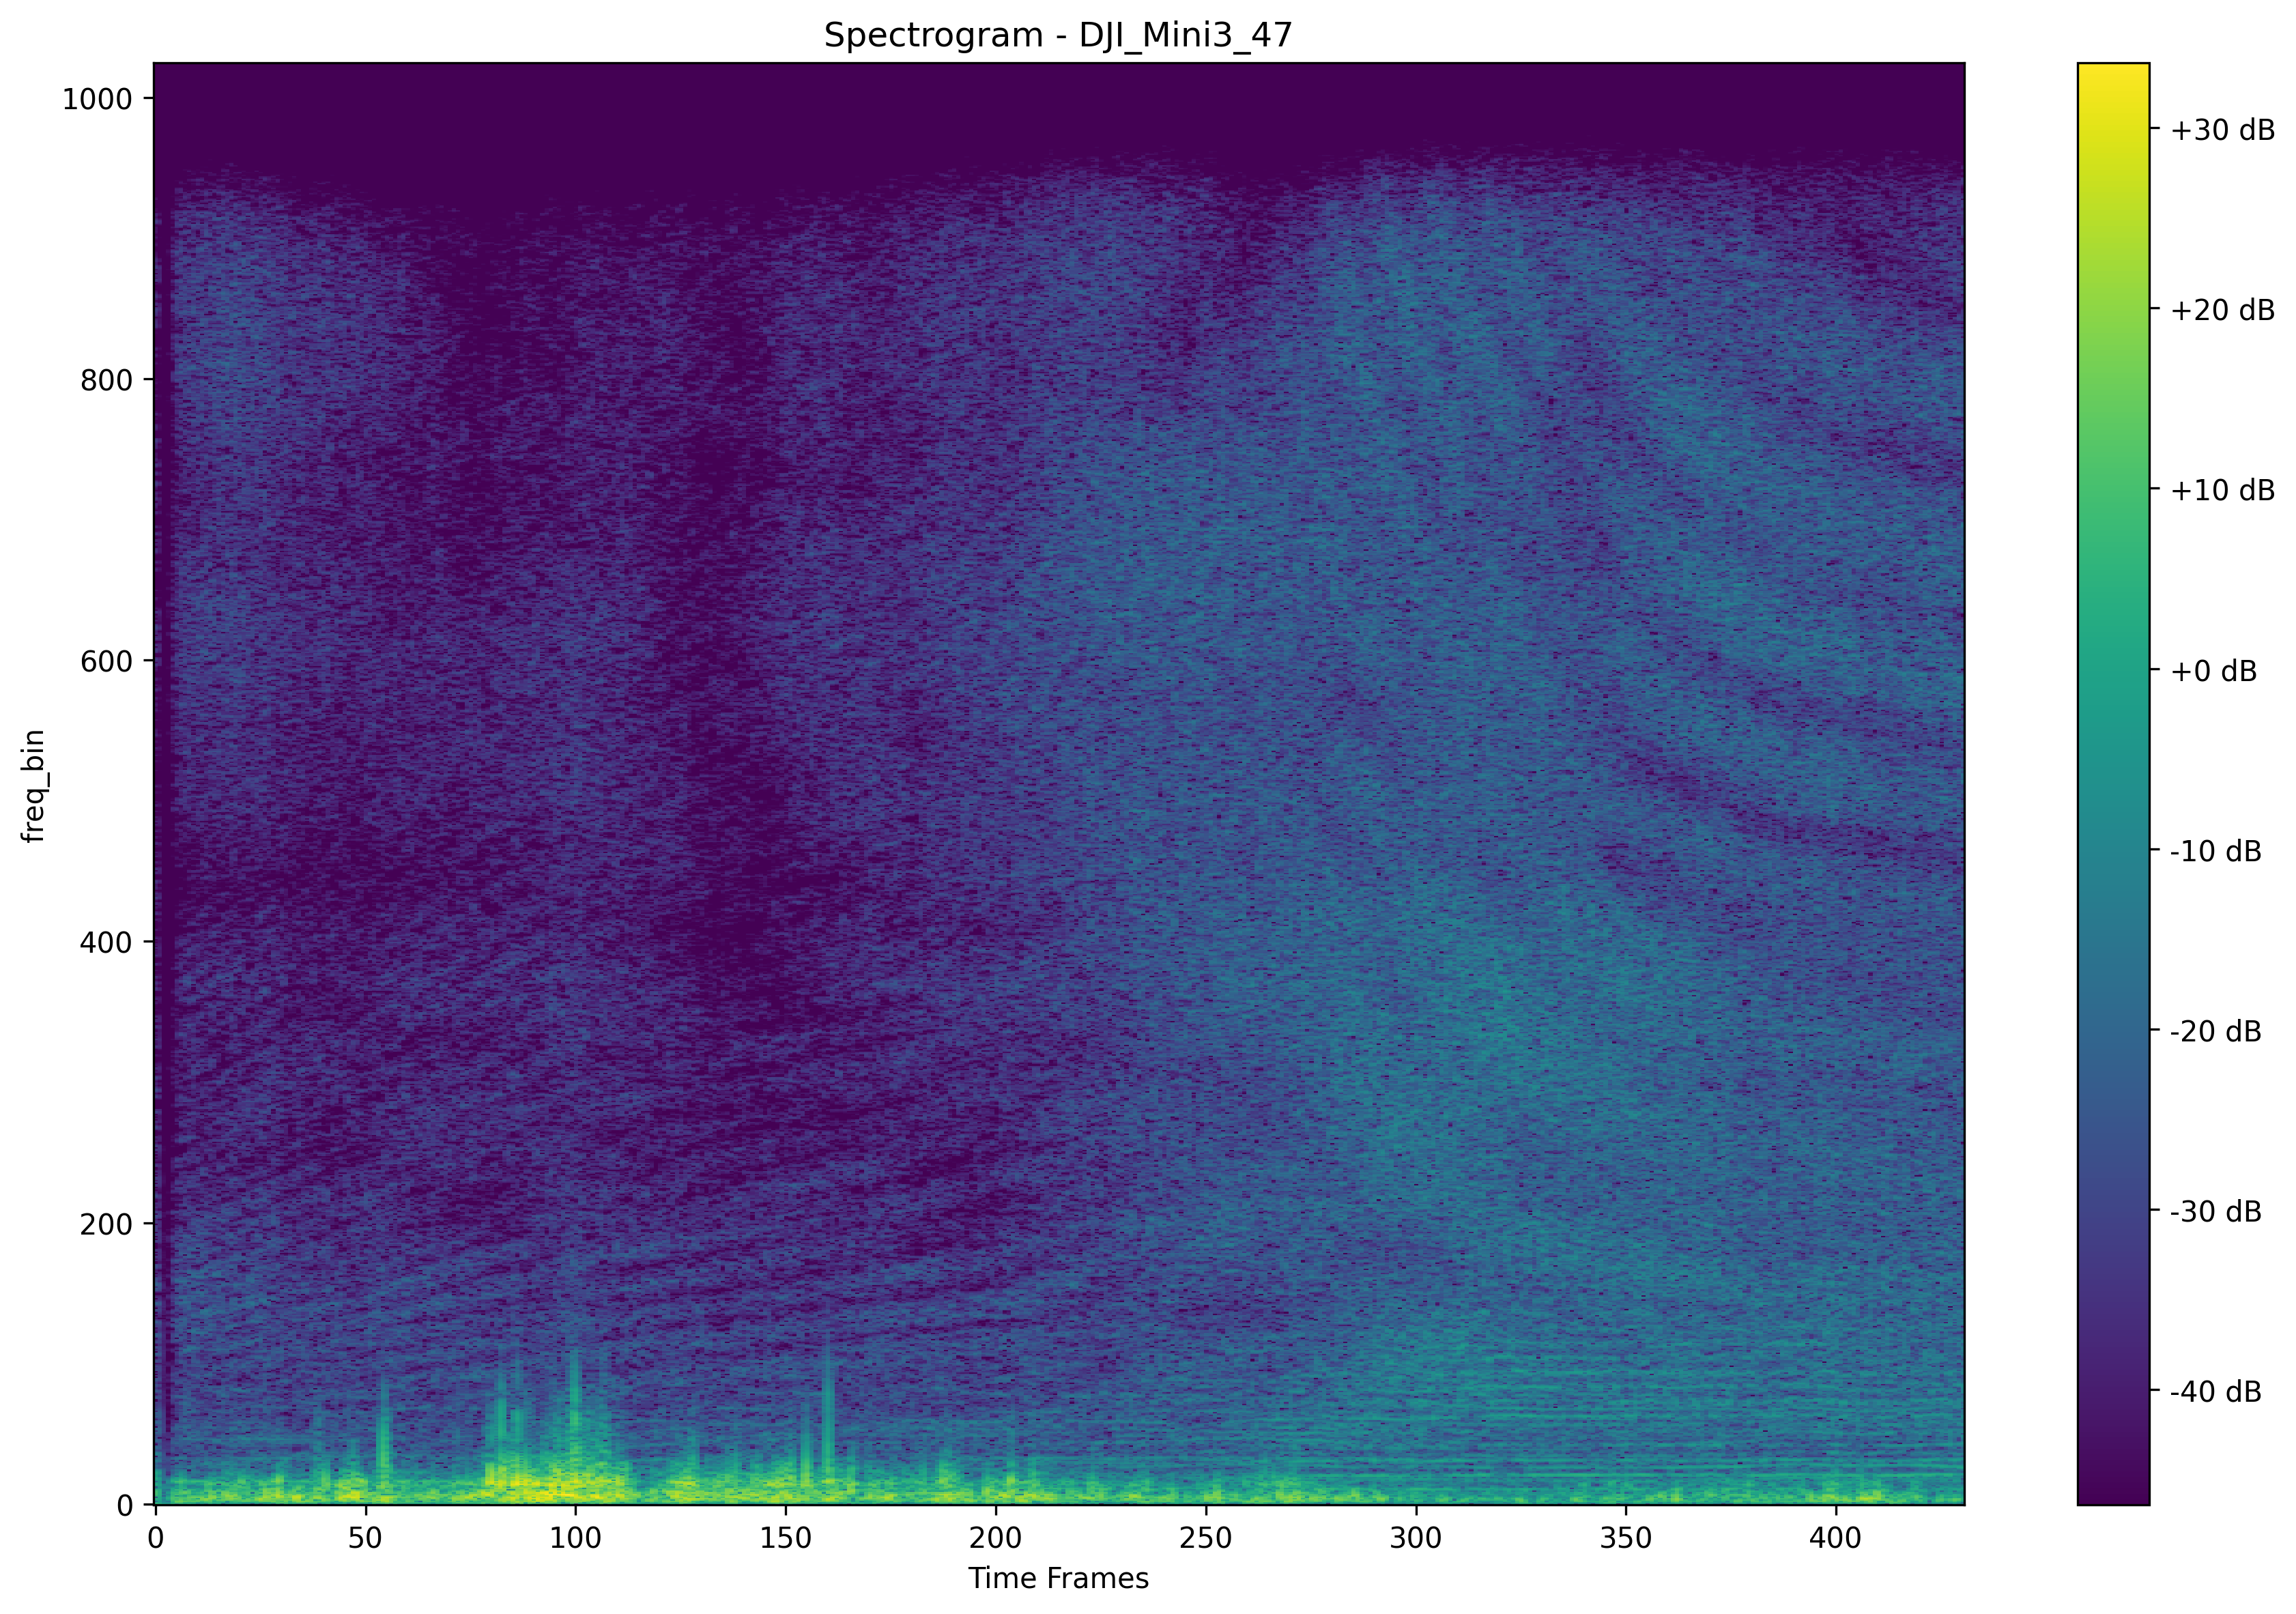 Spectrogram - DJI_Mini3_47
1000
800
600
400
200
0
freq_bin
0 50 100 150 200 250 300 350 400
Time Frames
+30 dB
+20 dB
+10 dB
+0 dB
-10 dB
-20 dB
-30 dB
-40 dB